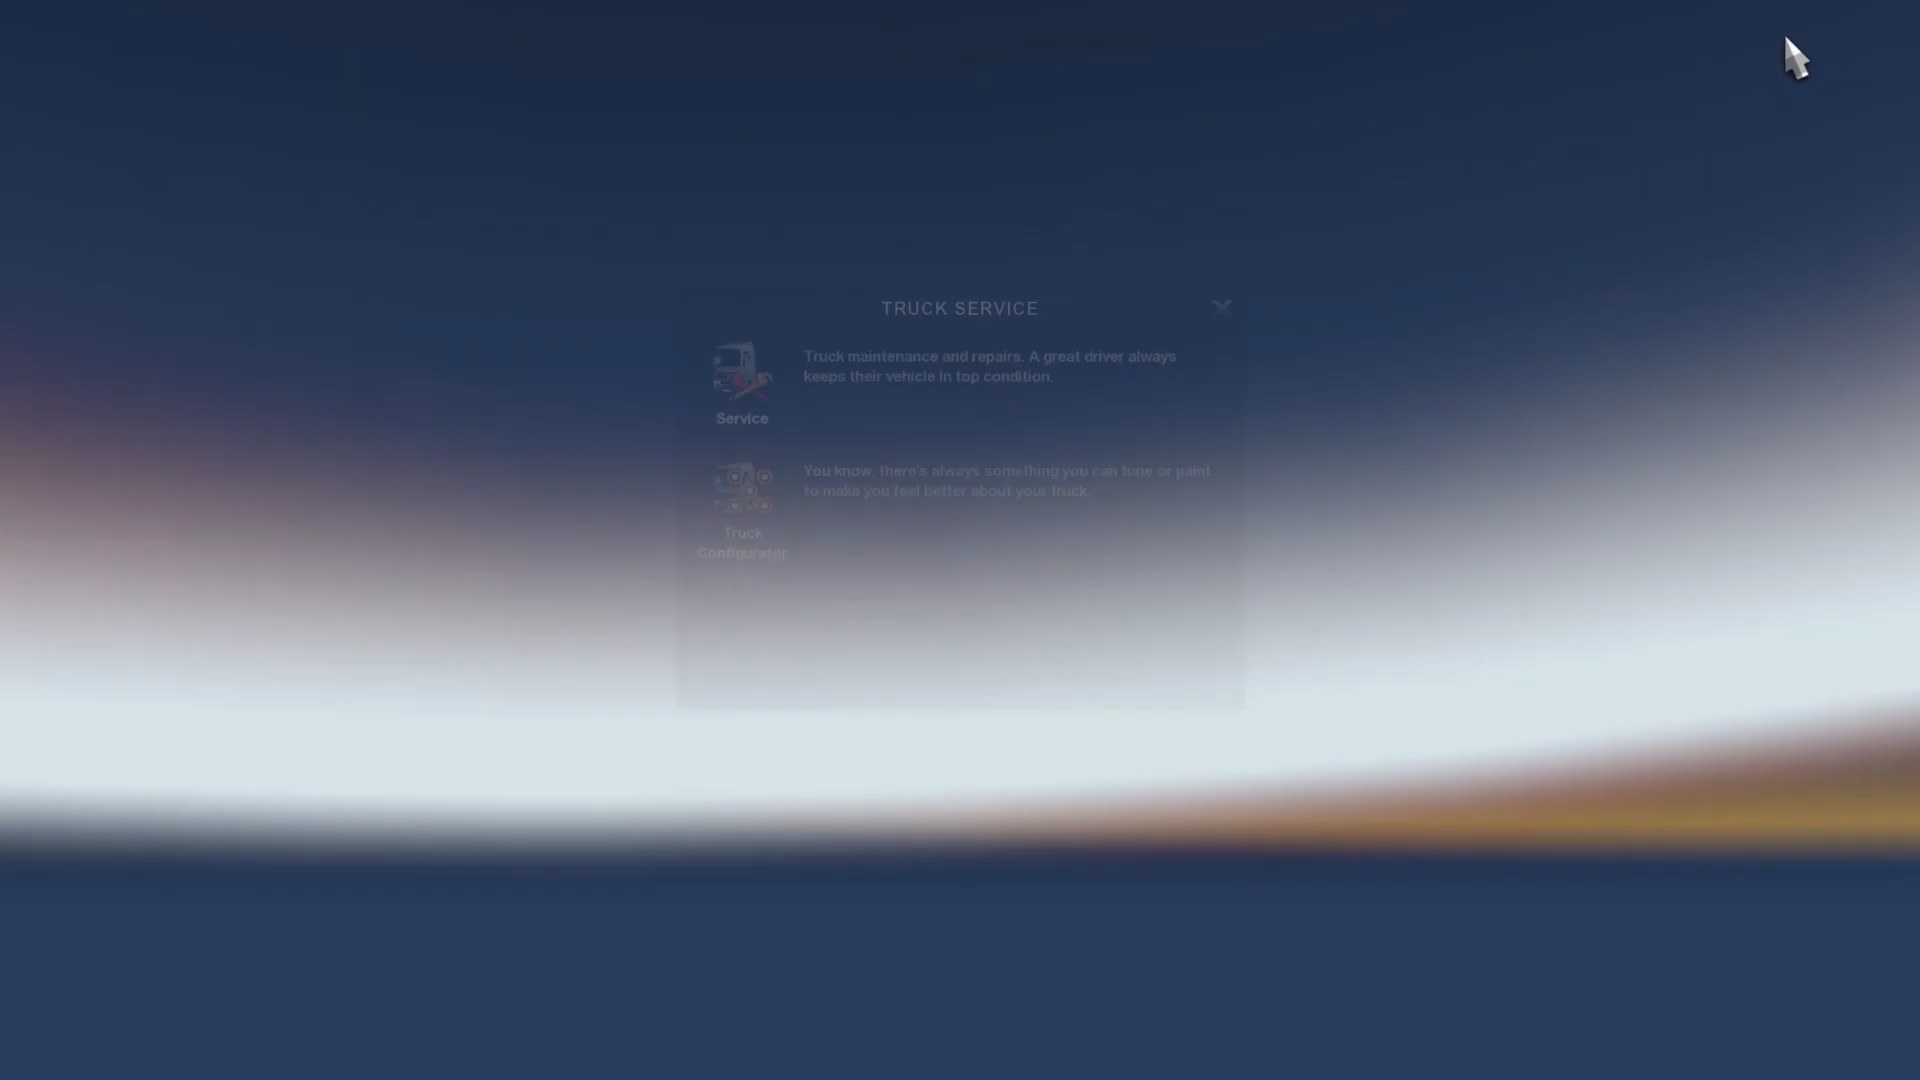 TRUCK SERVICE
Truck maintenance and repairs. A great driver always
keeps their vehicle in top condition.
Service
You know, there's always something you can tune or paint
to make you feel better about your truck.
Truck
Configurator